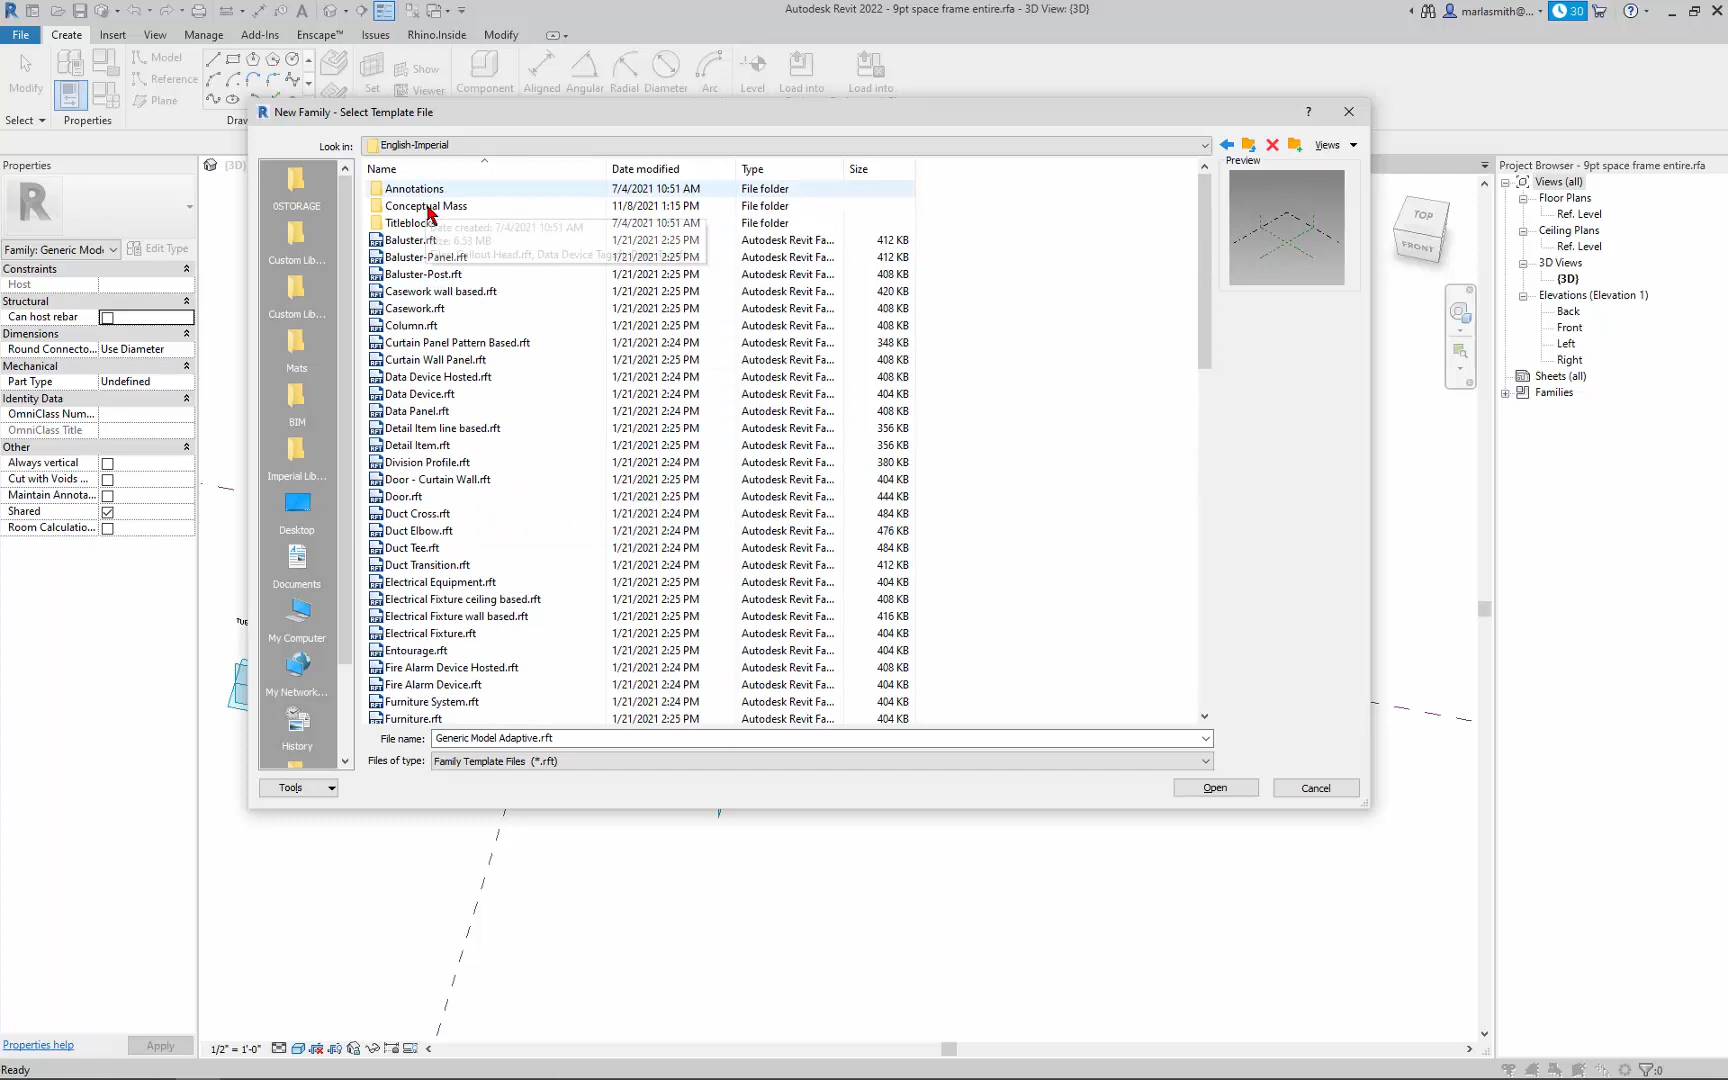 Autodesk Revit 2022 - 9pt space frame entire.rfa - 3D View: {3D}
marlasmith@...
30
File Create Insert View Manage Add-Ins Enscape™ Issues Rhino.Inside Modify
Modify
Model
Reference
Plane
Set
Show
Viewer
Component
Aligned
Angular
Radial
Diameter
Arc
Level
Load into
Load into
Select
Properties
Draw
Properties
Family: Generic Mode
Edit Type
Constraints
Host
Structural
Can host rebar
Dimensions
Round Connecto... Use Diameter
Mechanical
Part Type Undefined
Identity Data
OmniClass Num...
OmniClass Title
Other
Always vertical
Cut with Voids ...
Maintain Annota...
Shared
Room Calculatio...
Properties help
Apply
{3D}
New Family - Select Template File
Look in: English-Imperial
Views
Preview
Name Date modified Type Size
Annotations 7/4/2021 10:51 AM File folder
Conceptual Mass 11/8/2021 1:15 PM File folder
Titleblocks 7/4/2021 10:51 AM File folder
Date created: 7/4/2021 10:51 AM
Size: 6.53 MB
Baluster.rft 1/21/2021 2:25 PM Autodesk Revit Fa... 412 KB
Baluster-Panel.rft 1/21/2021 2:25 PM Autodesk Revit Fa... 412 KB
Baluster-Post.rft 1/21/2021 2:25 PM Autodesk Revit Fa... 408 KB
Casework wall based.rft 1/21/2021 2:25 PM Autodesk Revit Fa... 420 KB
Casework.rft 1/21/2021 2:25 PM Autodesk Revit Fa... 408 KB
Column.rft 1/21/2021 2:25 PM Autodesk Revit Fa... 408 KB
Curtain Panel Pattern Based.rft 1/21/2021 2:24 PM Autodesk Revit Fa... 348 KB
Curtain Wall Panel.rft 1/21/2021 2:25 PM Autodesk Revit Fa... 408 KB
Data Device Hosted.rft 1/21/2021 2:24 PM Autodesk Revit Fa... 408 KB
Data Device.rft 1/21/2021 2:24 PM Autodesk Revit Fa... 404 KB
Data Panel.rft 1/21/2021 2:24 PM Autodesk Revit Fa... 408 KB
Detail Item line based.rft 1/21/2021 2:24 PM Autodesk Revit Fa... 356 KB
Detail Item.rft 1/21/2021 2:24 PM Autodesk Revit Fa... 356 KB
Division Profile.rft 1/21/2021 2:24 PM Autodesk Revit Fa... 380 KB
Door - Curtain Wall.rft 1/21/2021 2:25 PM Autodesk Revit Fa... 404 KB
Door.rft 1/21/2021 2:25 PM Autodesk Revit Fa... 444 KB
Duct Cross.rft 1/21/2021 2:24 PM Autodesk Revit Fa... 484 KB
Duct Elbow.rft 1/21/2021 2:24 PM Autodesk Revit Fa... 476 KB
Duct Tee.rft 1/21/2021 2:24 PM Autodesk Revit Fa... 484 KB
Duct Transition.rft 1/21/2021 2:24 PM Autodesk Revit Fa... 412 KB
Electrical Equipment.rft 1/21/2021 2:25 PM Autodesk Revit Fa... 404 KB
Electrical Fixture ceiling based.rft 1/21/2021 2:25 PM Autodesk Revit Fa... 408 KB
Electrical Fixture wall based.rft 1/21/2021 2:25 PM Autodesk Revit Fa... 416 KB
Electrical Fixture.rft 1/21/2021 2:25 PM Autodesk Revit Fa... 404 KB
Entourage.rft 1/21/2021 2:25 PM Autodesk Revit Fa... 404 KB
Fire Alarm Device Hosted.rft 1/21/2021 2:24 PM Autodesk Revit Fa... 408 KB
Fire Alarm Device.rft 1/21/2021 2:24 PM Autodesk Revit Fa... 404 KB
Furniture System.rft 1/21/2021 2:24 PM Autodesk Revit Fa... 404 KB
Furniture.rft 1/21/2021 2:25 PM Autodesk Revit Fa... 404 KB
0STORAGE
Custom Lib...
Custom Lib...
Mats
BIM
Imperial Lib...
Desktop
Documents
My Computer
My Network...
History
File name: Generic Model Adaptive.rft
Files of type: Family Template Files (*.rft)
Tools
Open
Cancel
TOP
FRONT
Project Browser - 9pt space frame entire.rfa
Views (all)
Floor Plans
Ref. Level
Ceiling Plans
Ref. Level
3D Views
{3D}
Elevations (Elevation 1)
Back
Front
Left
Right
Sheets (all)
Families
1/2" = 1'-0"
Ready
:0